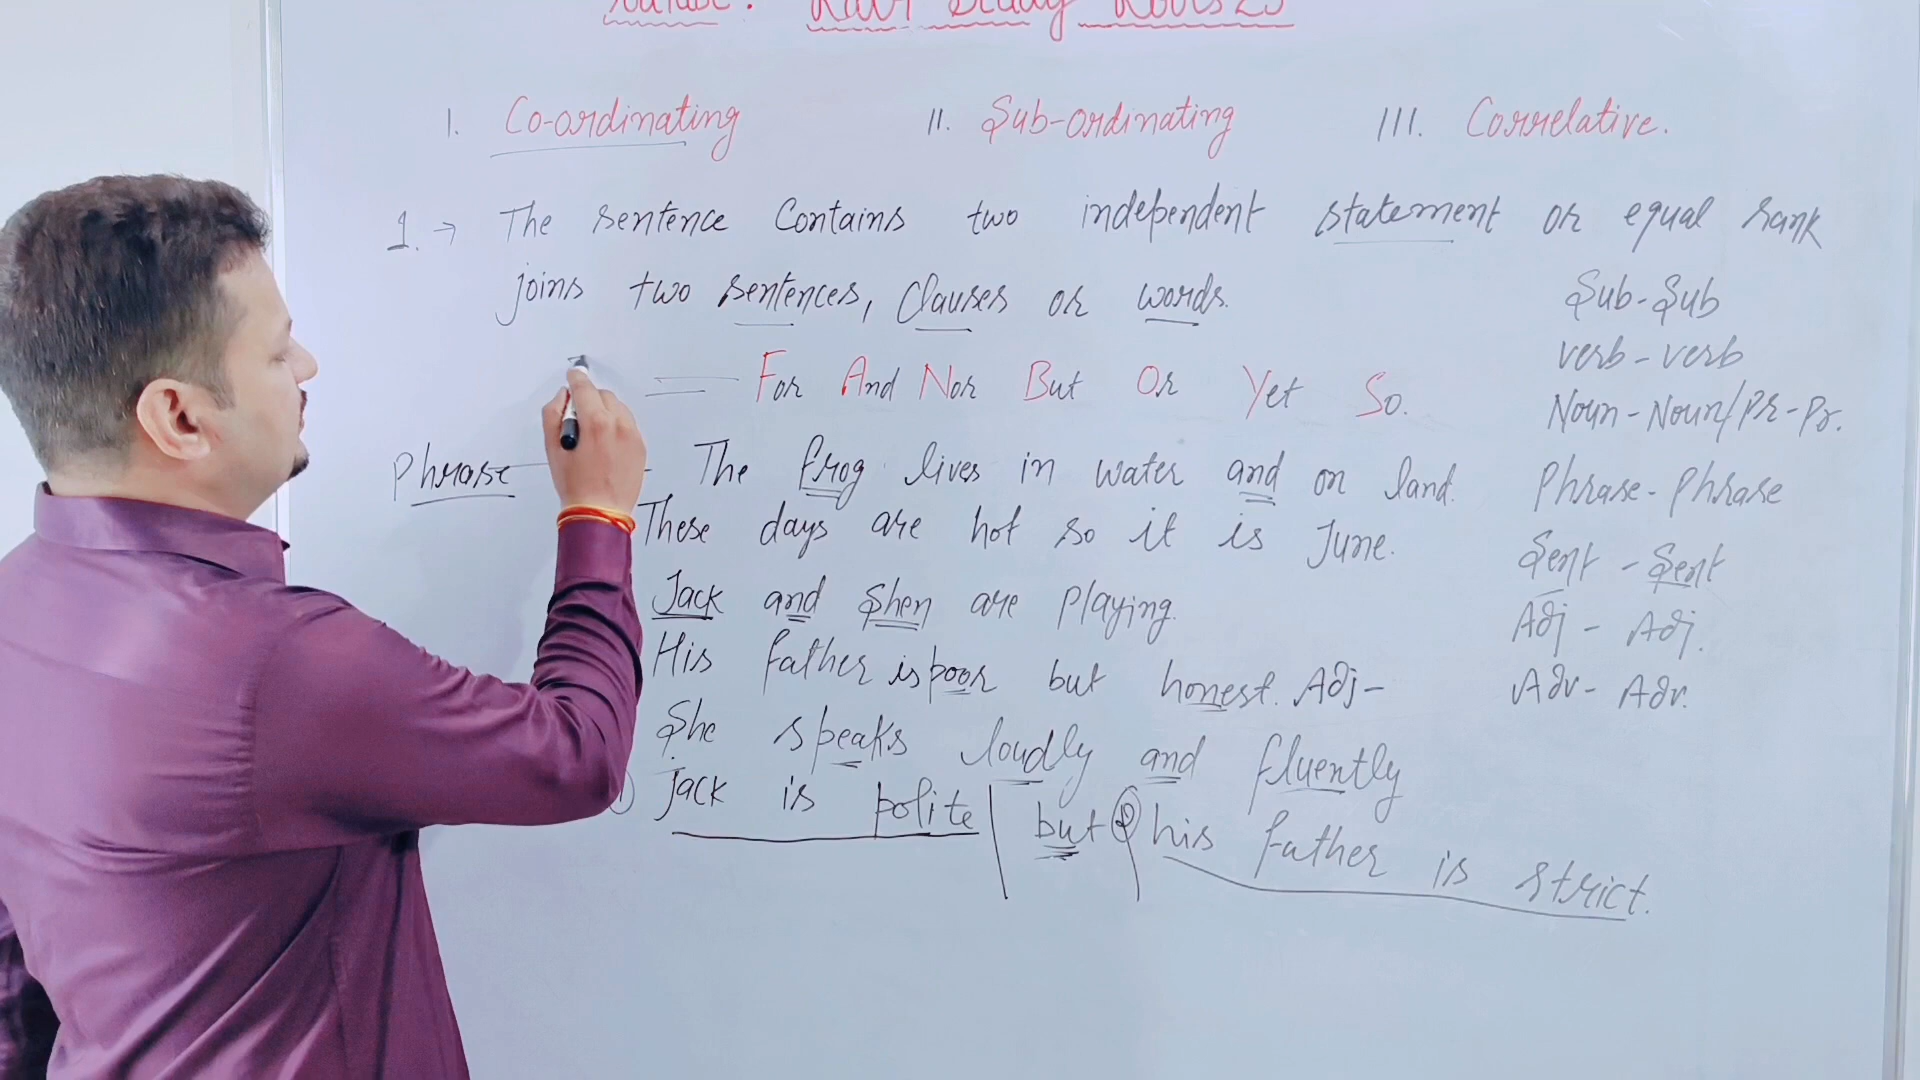 Study
I. Co-ordinating II. Sub-ordinating III. Correlative.
1. → The sentence Contains two independent statement or equal rank
joins two sentences, Clauses or words.
Sub-Sub
verb-verb
= For And Nor But Or Yet So.
Noun-Noun/Pr-Pr.
Phrase - The frog lives in water and on land.
Phrase-Phrase
These days are hot so it is June.
Sent - Sent
Jack and Shen are playing.
Adj - Adj.
His father is poor but honest. Adj-
Adv- Adv.
She speaks loudly and fluently
Jack is polite but ② his father is strict.